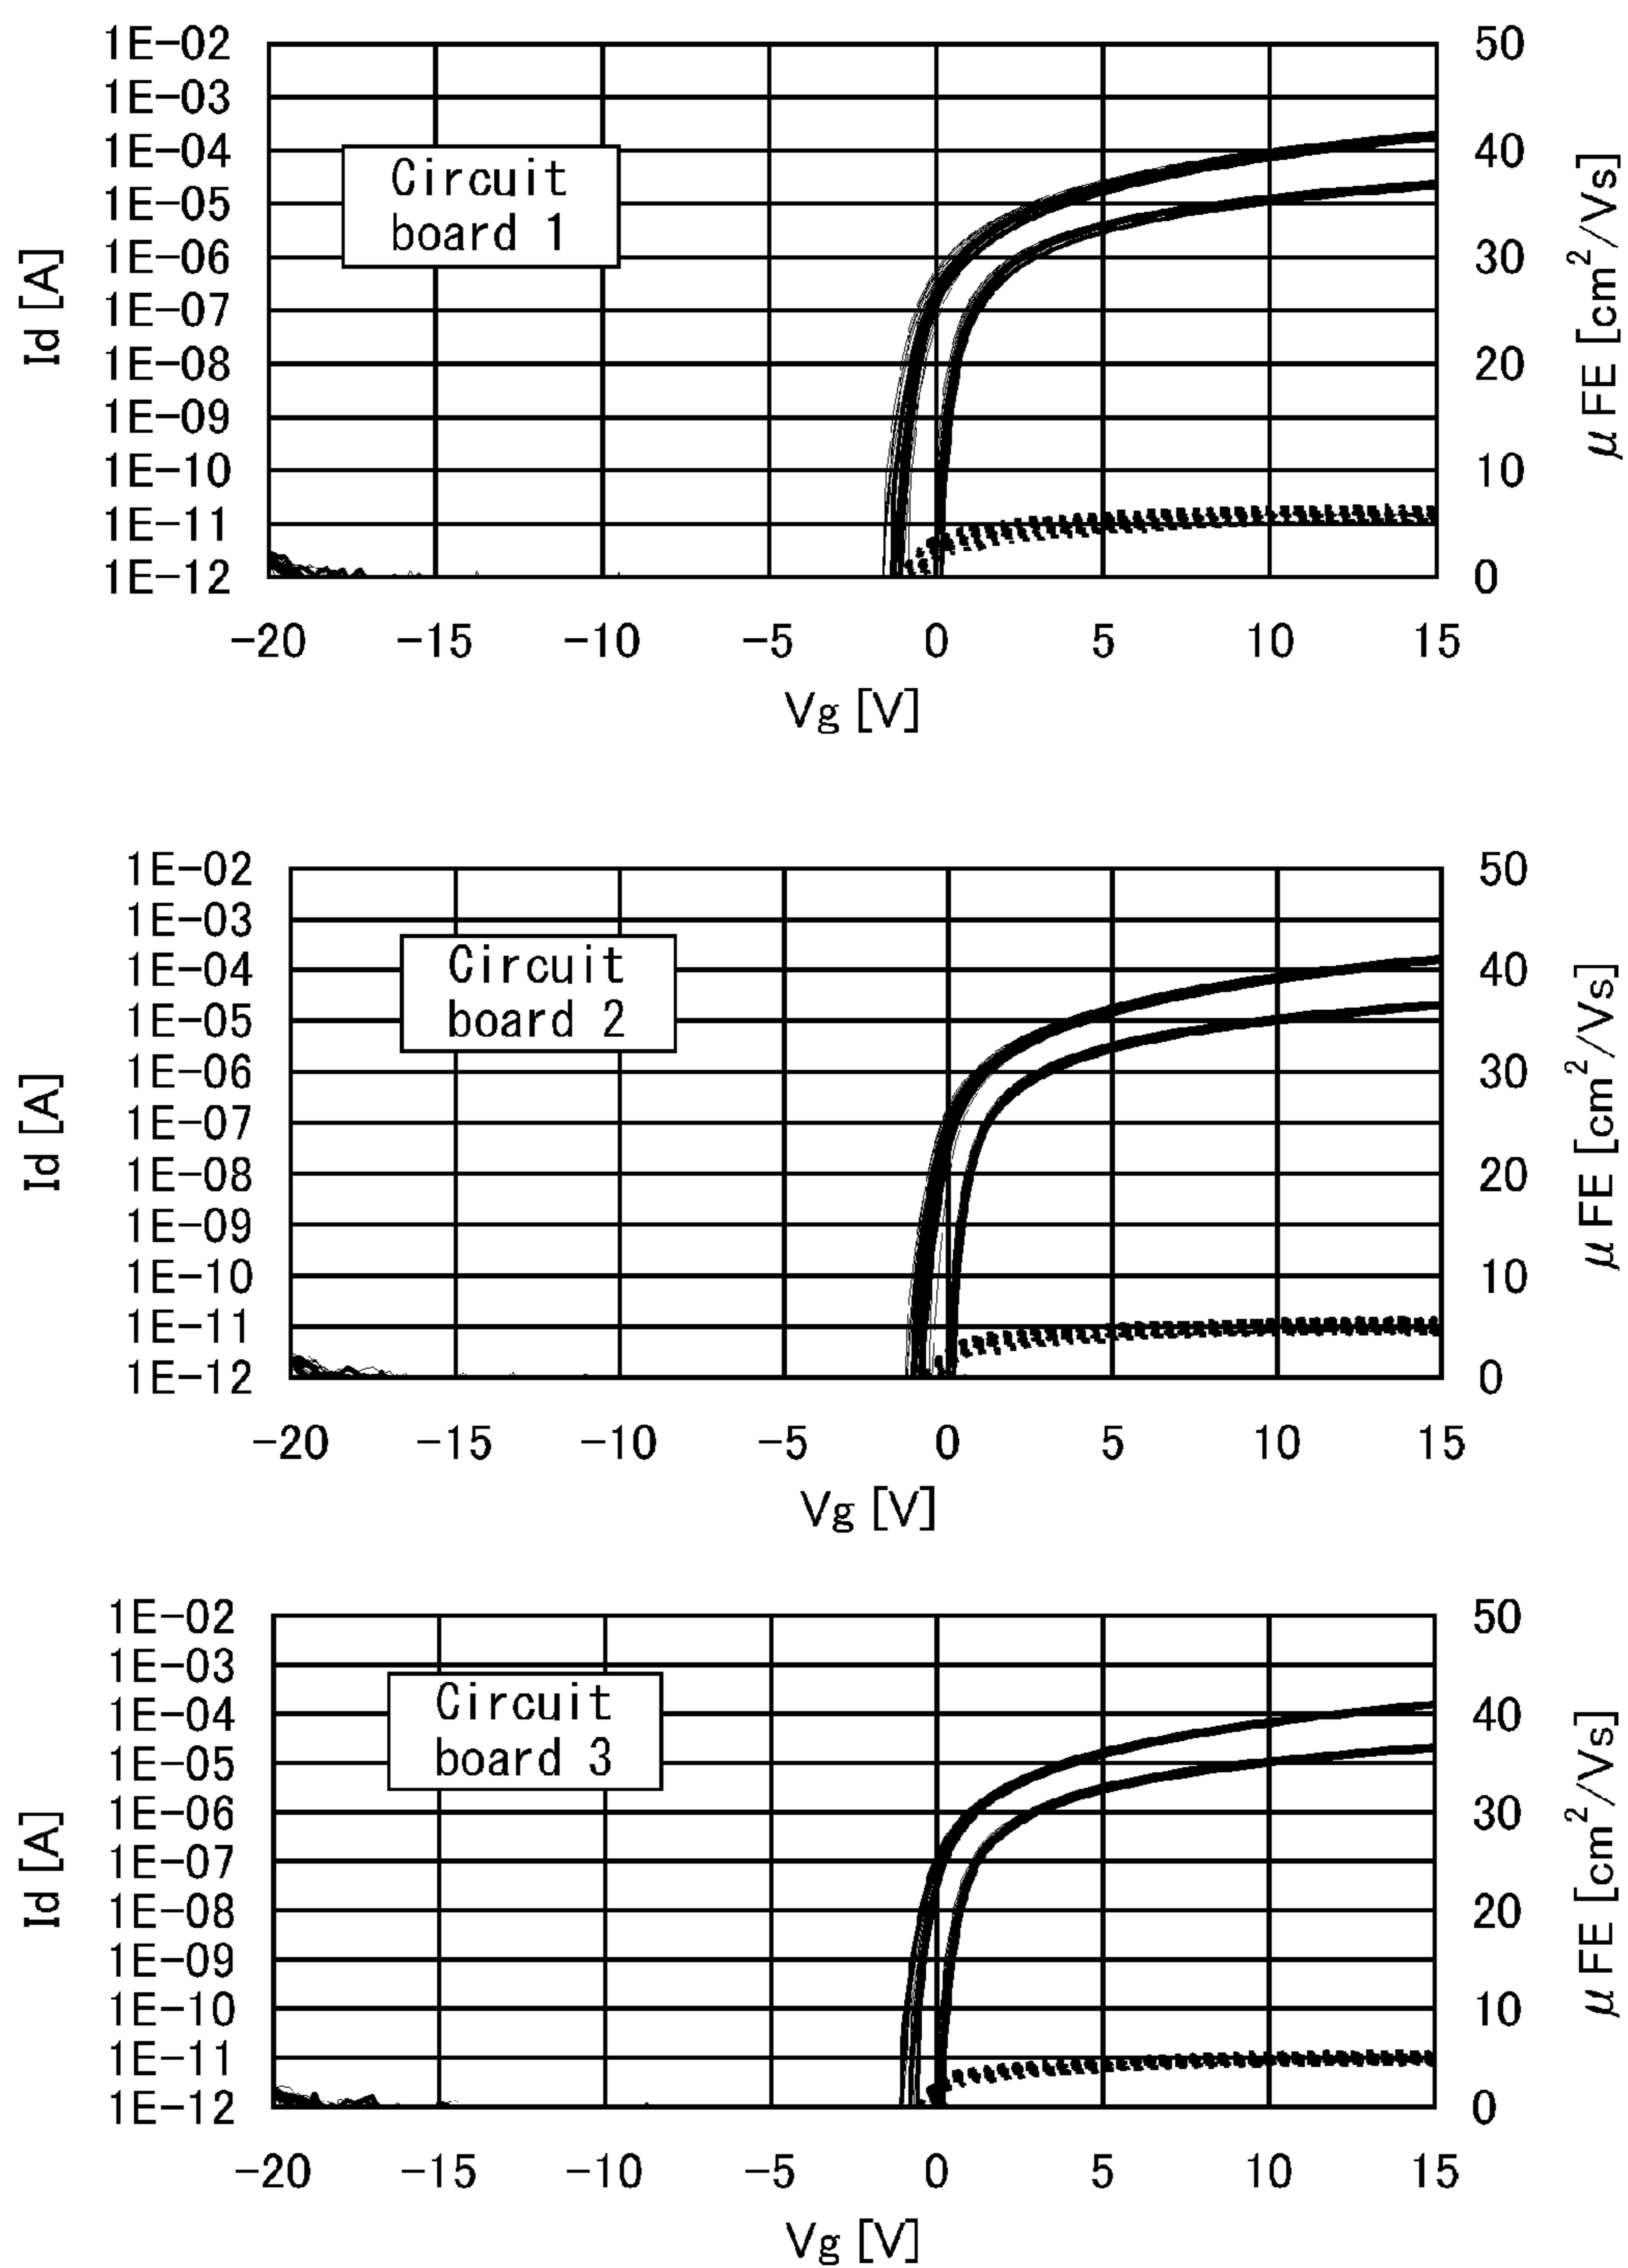 1E-02
1E-03
1E-04
1E-05
1E-06
1E-07
1E-08
1E-09
1E-10
1E-11
1E-12
Id [A]
Circuit
board 1
50
40
30
20
10
0
μFE [cm²/Vs]
-20 -15 -10 -5 0 5 10 15
Vg [V]
1E-02
1E-03
1E-04
1E-05
1E-06
1E-07
1E-08
1E-09
1E-10
1E-11
1E-12
Id [A]
Circuit
board 2
50
40
30
20
10
0
μFE [cm²/Vs]
-20 -15 -10 -5 0 5 10 15
Vg [V]
1E-02
1E-03
1E-04
1E-05
1E-06
1E-07
1E-08
1E-09
1E-10
1E-11
1E-12
Id [A]
Circuit
board 3
50
40
30
20
10
0
μFE [cm²/Vs]
-20 -15 -10 -5 0 5 10 15
Vg [V]